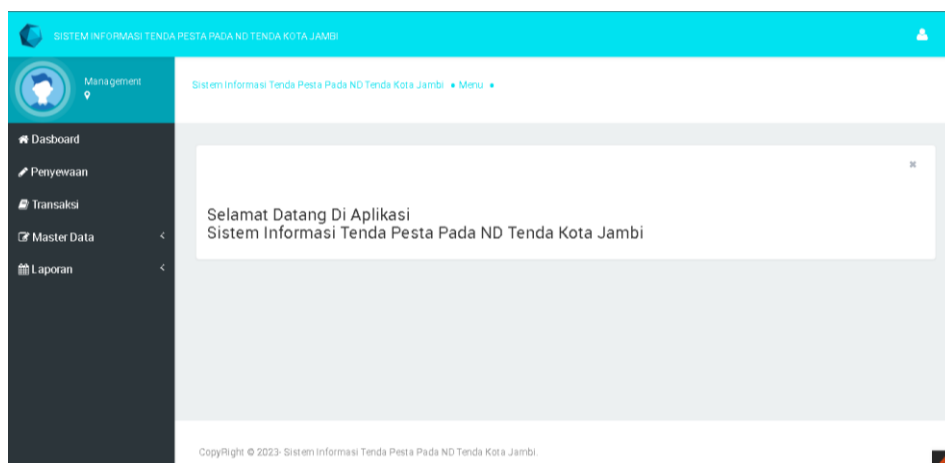 SISTEM INFORMASI TENDA PESTA PADA ND TENDA KOTA JAMBI
Management
Sistem Informasi Tenda Pesta Pada ND Tenda Kota Jambi • Menu •
Dasboard
Penyewaan
Transaksi
Master Data
Laporan
Selamat Datang Di Aplikasi
Sistem Informasi Tenda Pesta Pada ND Tenda Kota Jambi
CopyRight © 2023- Sistem Informasi Tenda Pesta Pada ND Tenda Kota Jambi.